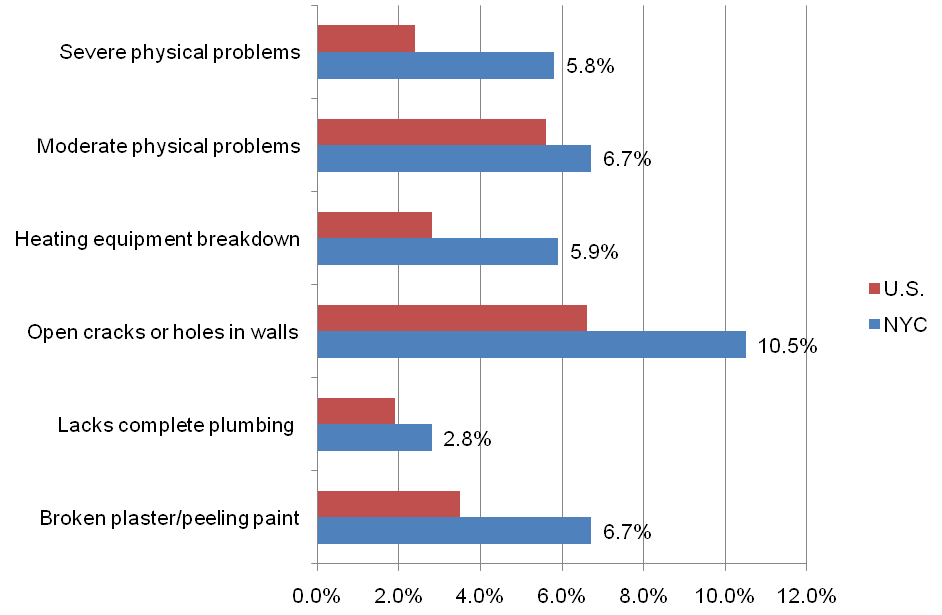 Severe physical problems
5.8%
Moderate physical problems
6.7%
Heating equipment breakdown
5.9%
Open cracks or holes in walls
10.5%
Lacks complete plumbing
2.8%
Broken plaster/peeling paint
6.7%
0.0% 2.0% 4.0% 6.0% 8.0% 10.0% 12.0%
U.S.
NYC